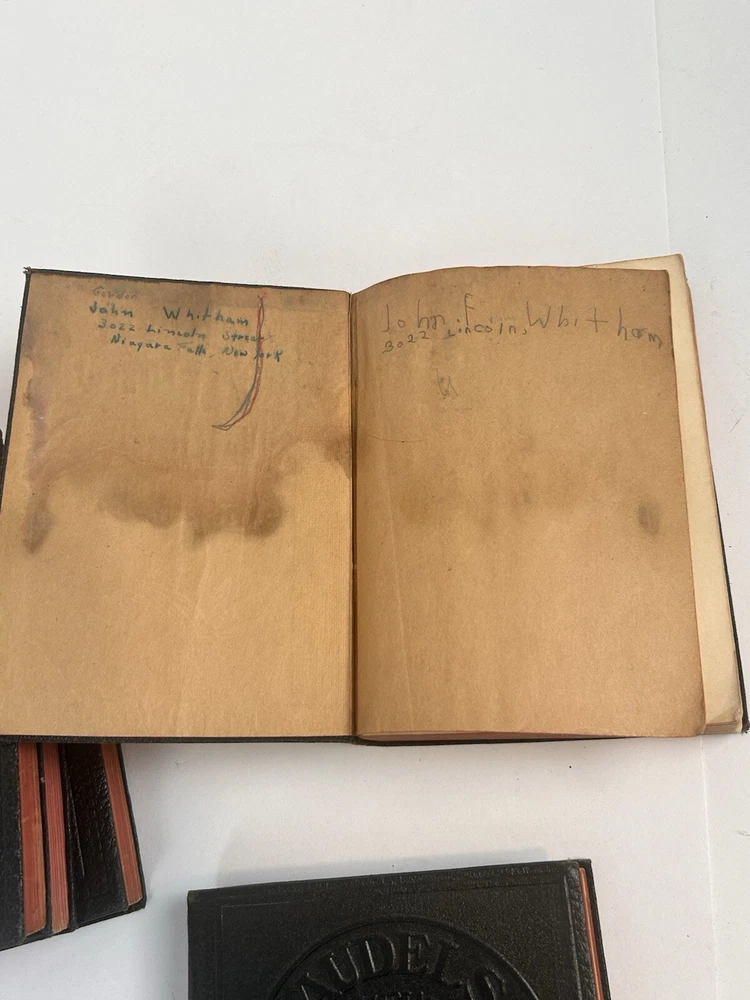 Gordon
John Whitham
3022 Lincoln Street
Niagara Falls, New York
John F. Whitham
3022 Lincoln,
AUDELS